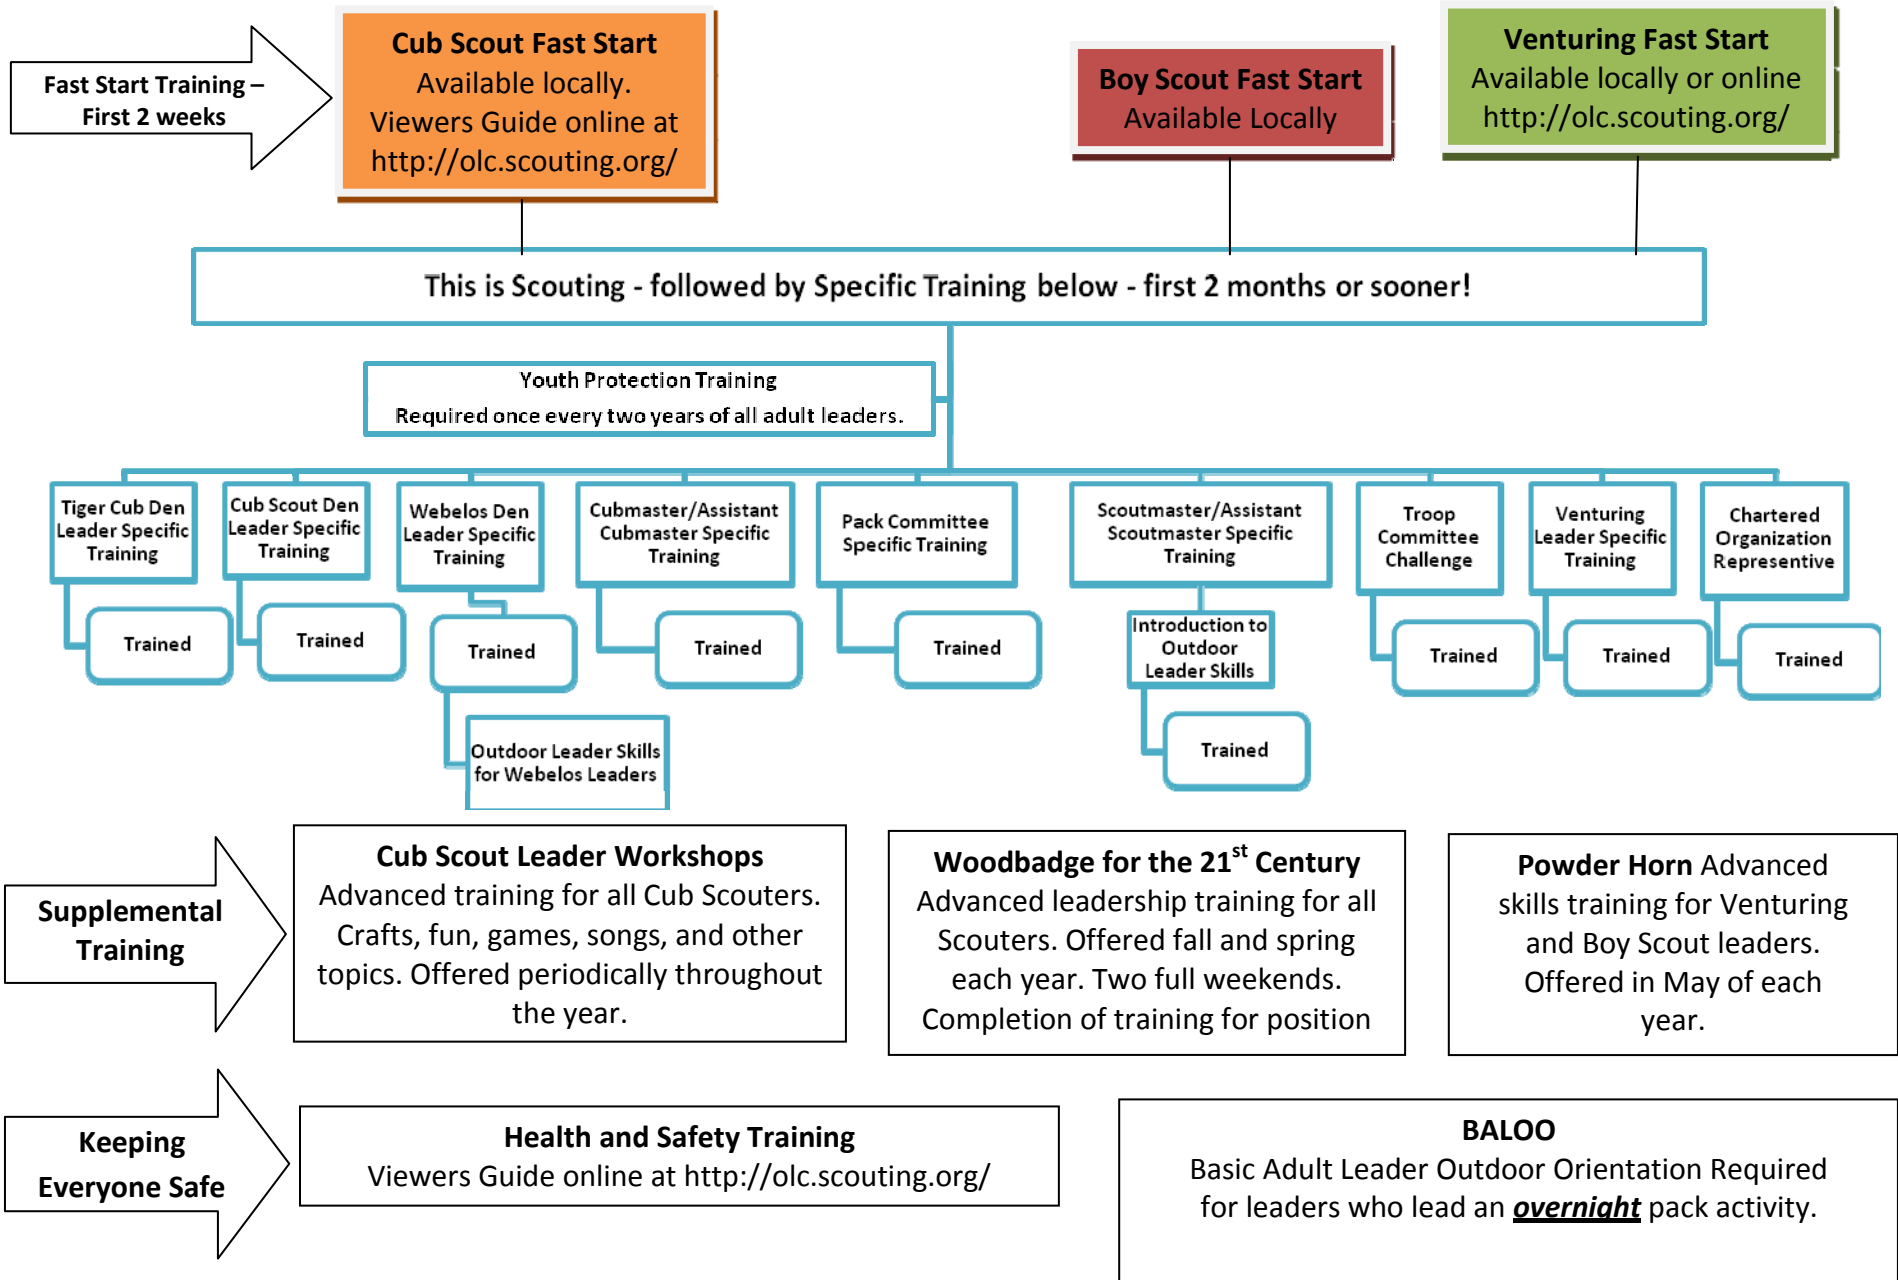 Fast Start Training –
First 2 weeks
Cub Scout Fast Start
Available locally.
Viewers Guide online at
http://olc.scouting.org/
Boy Scout Fast Start
Available Locally
Venturing Fast Start
Available locally or online
http://olc.scouting.org/
This is Scouting - followed by Specific Training below - first 2 months or sooner!
Youth Protection Training
Required once every two years of all adult leaders.
Tiger Cub Den
Leader Specific
Training
Trained
Cub Scout Den
Leader Specific
Training
Trained
Webelos Den
Leader Specific
Training
Trained
Outdoor Leader Skills
for Webelos Leaders
Cubmaster/Assistant
Cubmaster Specific
Training
Trained
Pack Committee
Specific Training
Trained
Scoutmaster/Assistant
Scoutmaster Specific
Training
Introduction to
Outdoor
Leader Skills
Trained
Troop
Committee
Challenge
Trained
Venturing
Leader Specific
Training
Trained
Chartered
Organization
Representive
Trained
Supplemental
Training
Cub Scout Leader Workshops
Advanced training for all Cub Scouters.
Crafts, fun, games, songs, and other
topics. Offered periodically throughout
the year.
Woodbadge for the 21st Century
Advanced leadership training for all
Scouters. Offered fall and spring
each year. Two full weekends.
Completion of training for position
Powder Horn Advanced
skills training for Venturing
and Boy Scout leaders.
Offered in May of each
year.
Keeping
Everyone Safe
Health and Safety Training
Viewers Guide online at http://olc.scouting.org/
BALOO
Basic Adult Leader Outdoor Orientation Required
for leaders who lead an overnight pack activity.